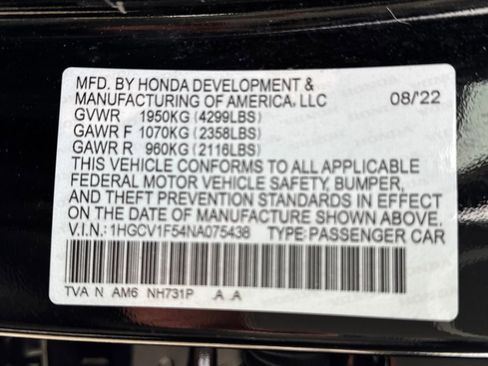 MFD. BY HONDA DEVELOPMENT &
MANUFACTURING OF AMERICA, LLC 08/22
GVWR 1950KG (4299LBS)
GAWR F 1070KG (2358LBS)
GAWR R 960KG (2116LBS)
THIS VEHICLE CONFORMS TO ALL APPLICABLE
FEDERAL MOTOR VEHICLE SAFETY, BUMPER,
AND THEFT PREVENTION STANDARDS IN EFFECT
ON THE DATE OF MANUFACTURE SHOWN ABOVE.
V.I.N.: 1HGCV1F54NA075438 TYPE: PASSENGER CAR
TVA N AM6 NH731P A A